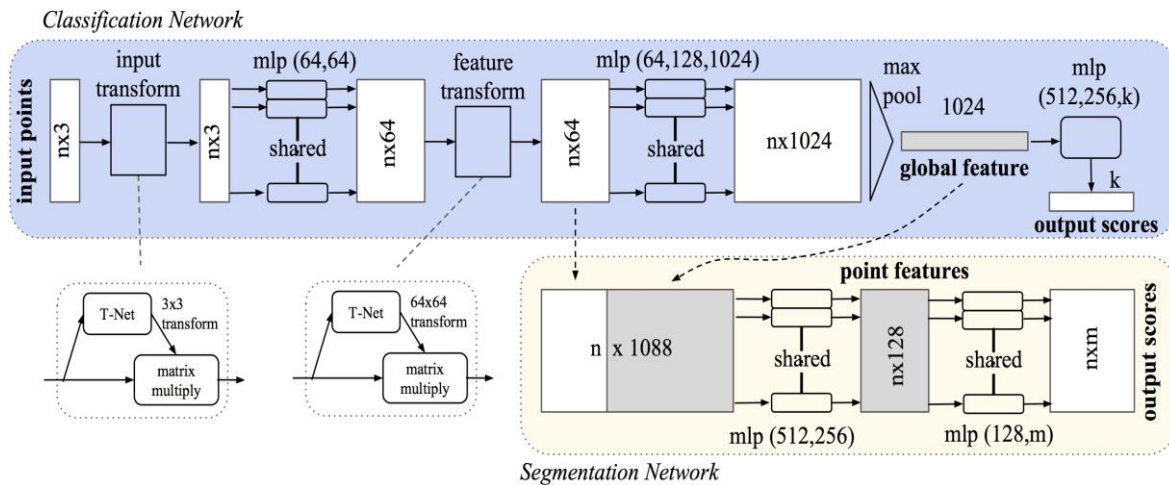 Classification Network
input points
nx3
input
transform
nx3
mlp (64,64)
shared
nx64
feature
transform
nx64
mlp (64,128,1024)
shared
nx1024
max
pool
1024
global feature
mlp
(512,256,k)
k
output scores
T-Net
3x3
transform
matrix
multiply
T-Net
64x64
transform
matrix
multiply
point features
n x 1088
shared
mlp (512,256)
nx128
shared
mlp (128,m)
nxm
output scores
Segmentation Network